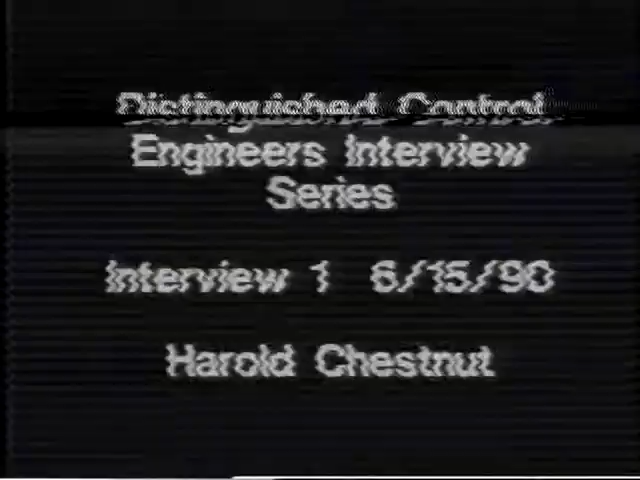 Distinguished Control
Engineers Interview
Series
Interview 1 6/15/90
Harold Chestnut